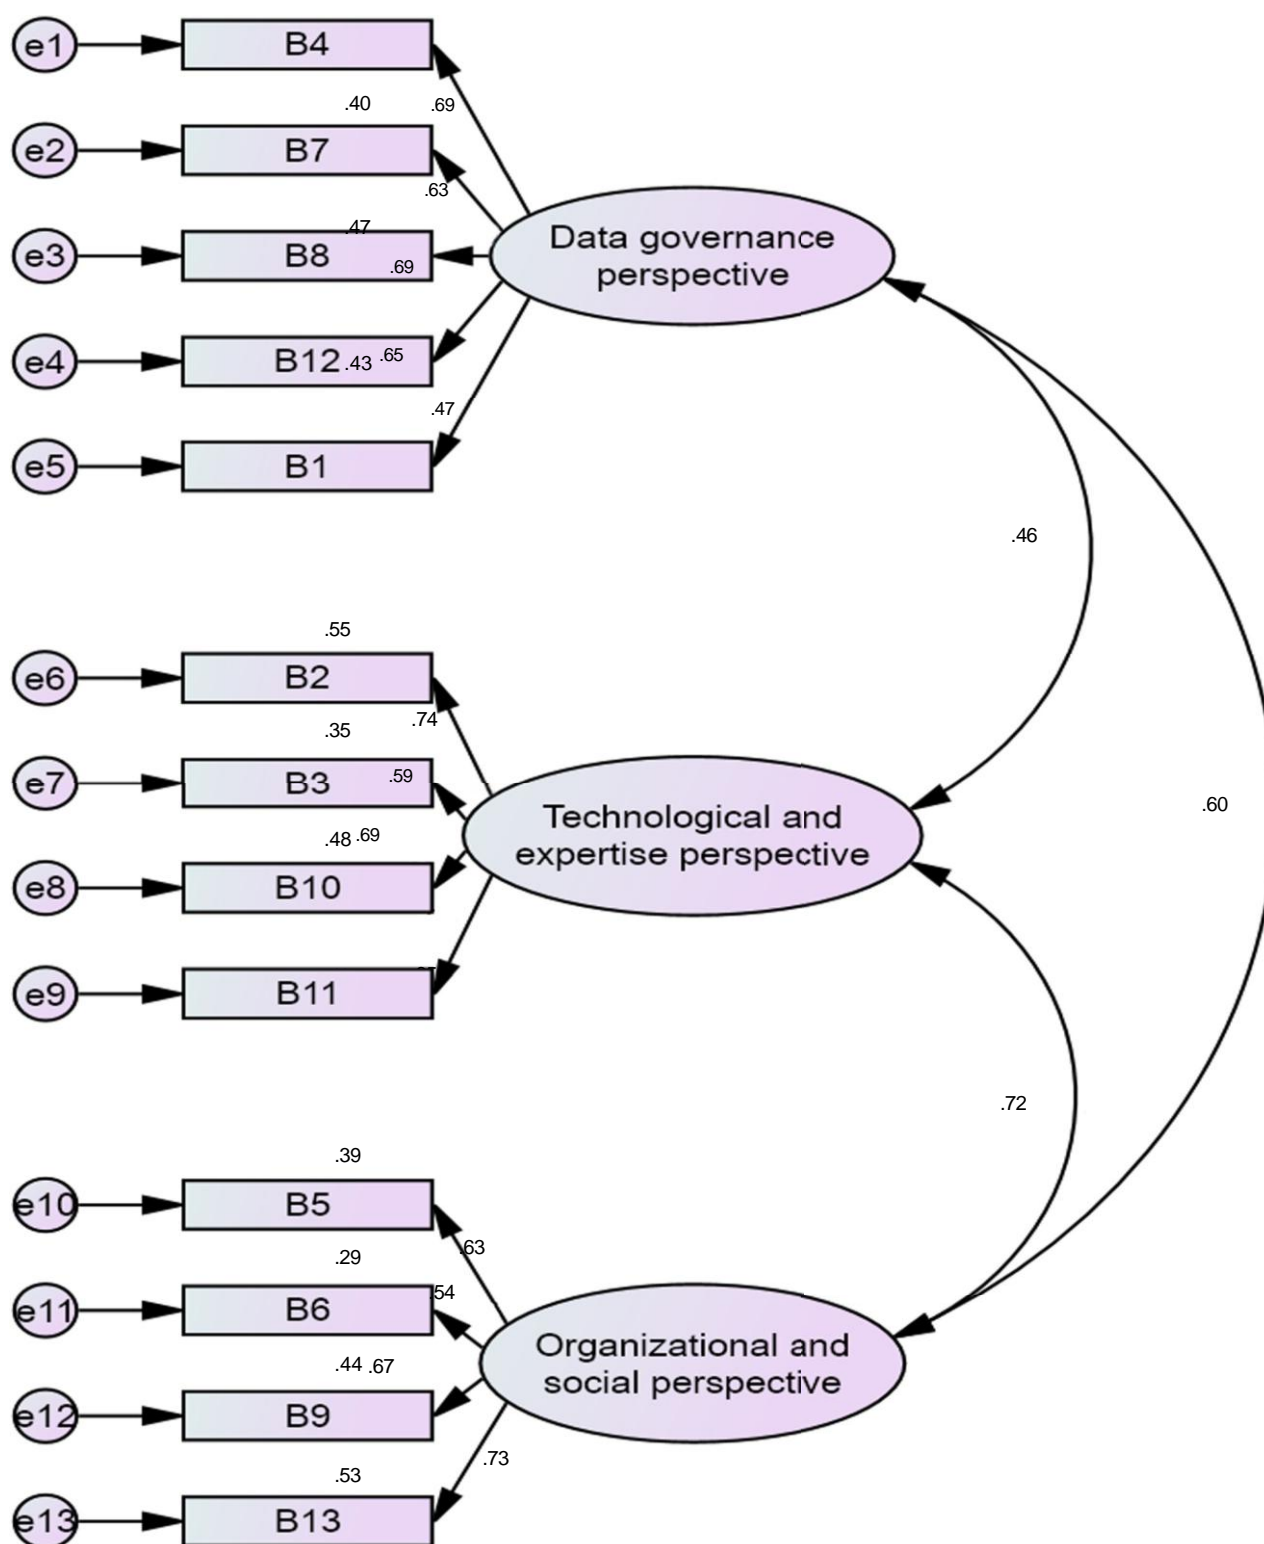 e1
B4
.40
.69
e2
B7
.63
.47
e3
B8
.69
Data governance
perspective
e4
B12
.43
.65
.47
e5
B1
.46
.55
e6
B2
.74
.35
e7
B3
.59
.60
Technological and
expertise perspective
.48
.69
e8
B10
e9
B11
.72
.39
e10
B5
.63
.29
.54
e11
B6
Organizational and
social perspective
.44
.67
e12
B9
.73
.53
e13
B13